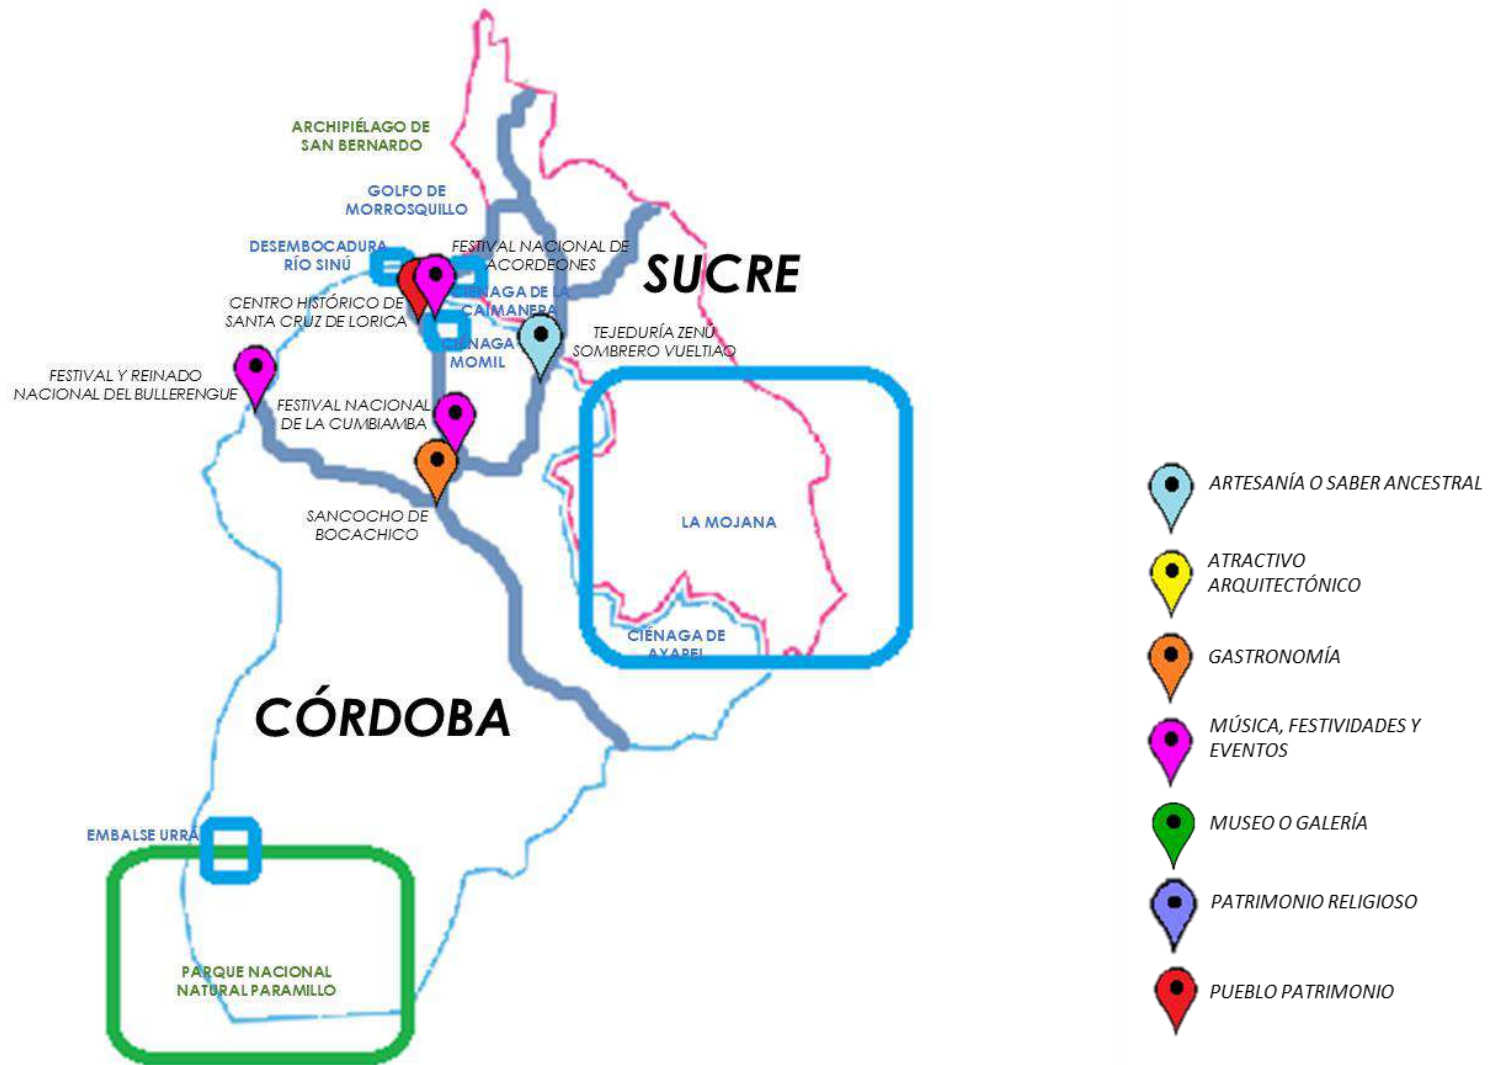 ARCHIPIÉLAGO DE
SAN BERNARDO
GOLFO DE
MORROSQUILLO
DESEMBOCADURA
RÍO SINÚ
FESTIVAL NACIONAL DE
ACORDEONES
SUCRE
CENTRO HISTÓRICO DE
SANTA CRUZ DE LORICA
CIÉNAGA DE LA
CAIMANERA
CIÉNAGA
MOMIL
TEJEDURÍA ZENÚ
SOMBRERO VUELTIAO
FESTIVAL Y REINADO
NACIONAL DEL BULLERENGUE
FESTIVAL NACIONAL
DE LA CUMBIAMBA
SANCOCHO DE
BOCACHICO
LA MOJANA
CIÉNAGA DE
AYAPEL
CÓRDOBA
EMBALSE URRÁ
PARQUE NACIONAL
NATURAL PARAMILLO
ARTESANÍA O SABER ANCESTRAL
ATRACTIVO
ARQUITECTÓNICO
GASTRONOMÍA
MÚSICA, FESTIVIDADES Y
EVENTOS
MUSEO O GALERÍA
PATRIMONIO RELIGIOSO
PUEBLO PATRIMONIO